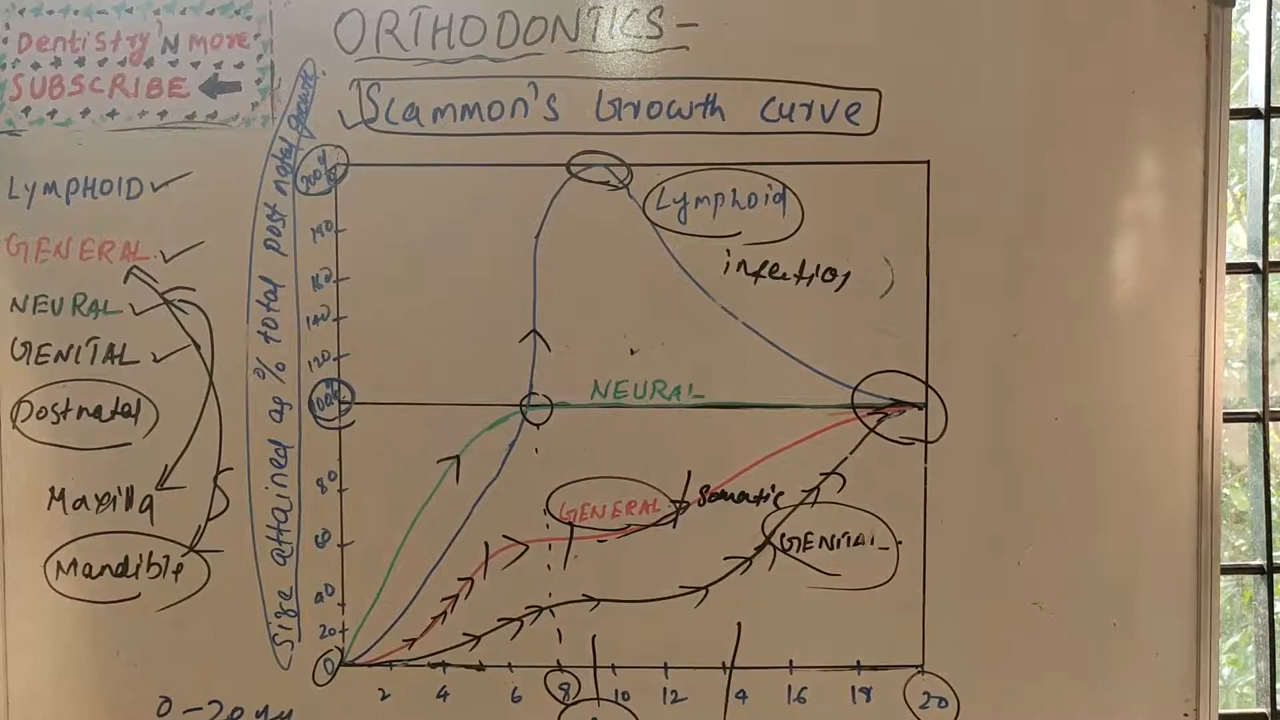 Dentistry'N more
SUBSCRIBE
ORTHODONTICS-
Scammon's Growth curve
LYMPHOID
GENERAL
NEURAL
GENITAL
Postnatal
Maxilla
Mandible
Size attained as % total post natal growth
200%
180
160
140
120
100%
80
60
40
20
0
Lymphoid
infection
NEURAL
GENERAL
Somatic
GENITAL
2 4 6 8 10 12 14 16 18 20